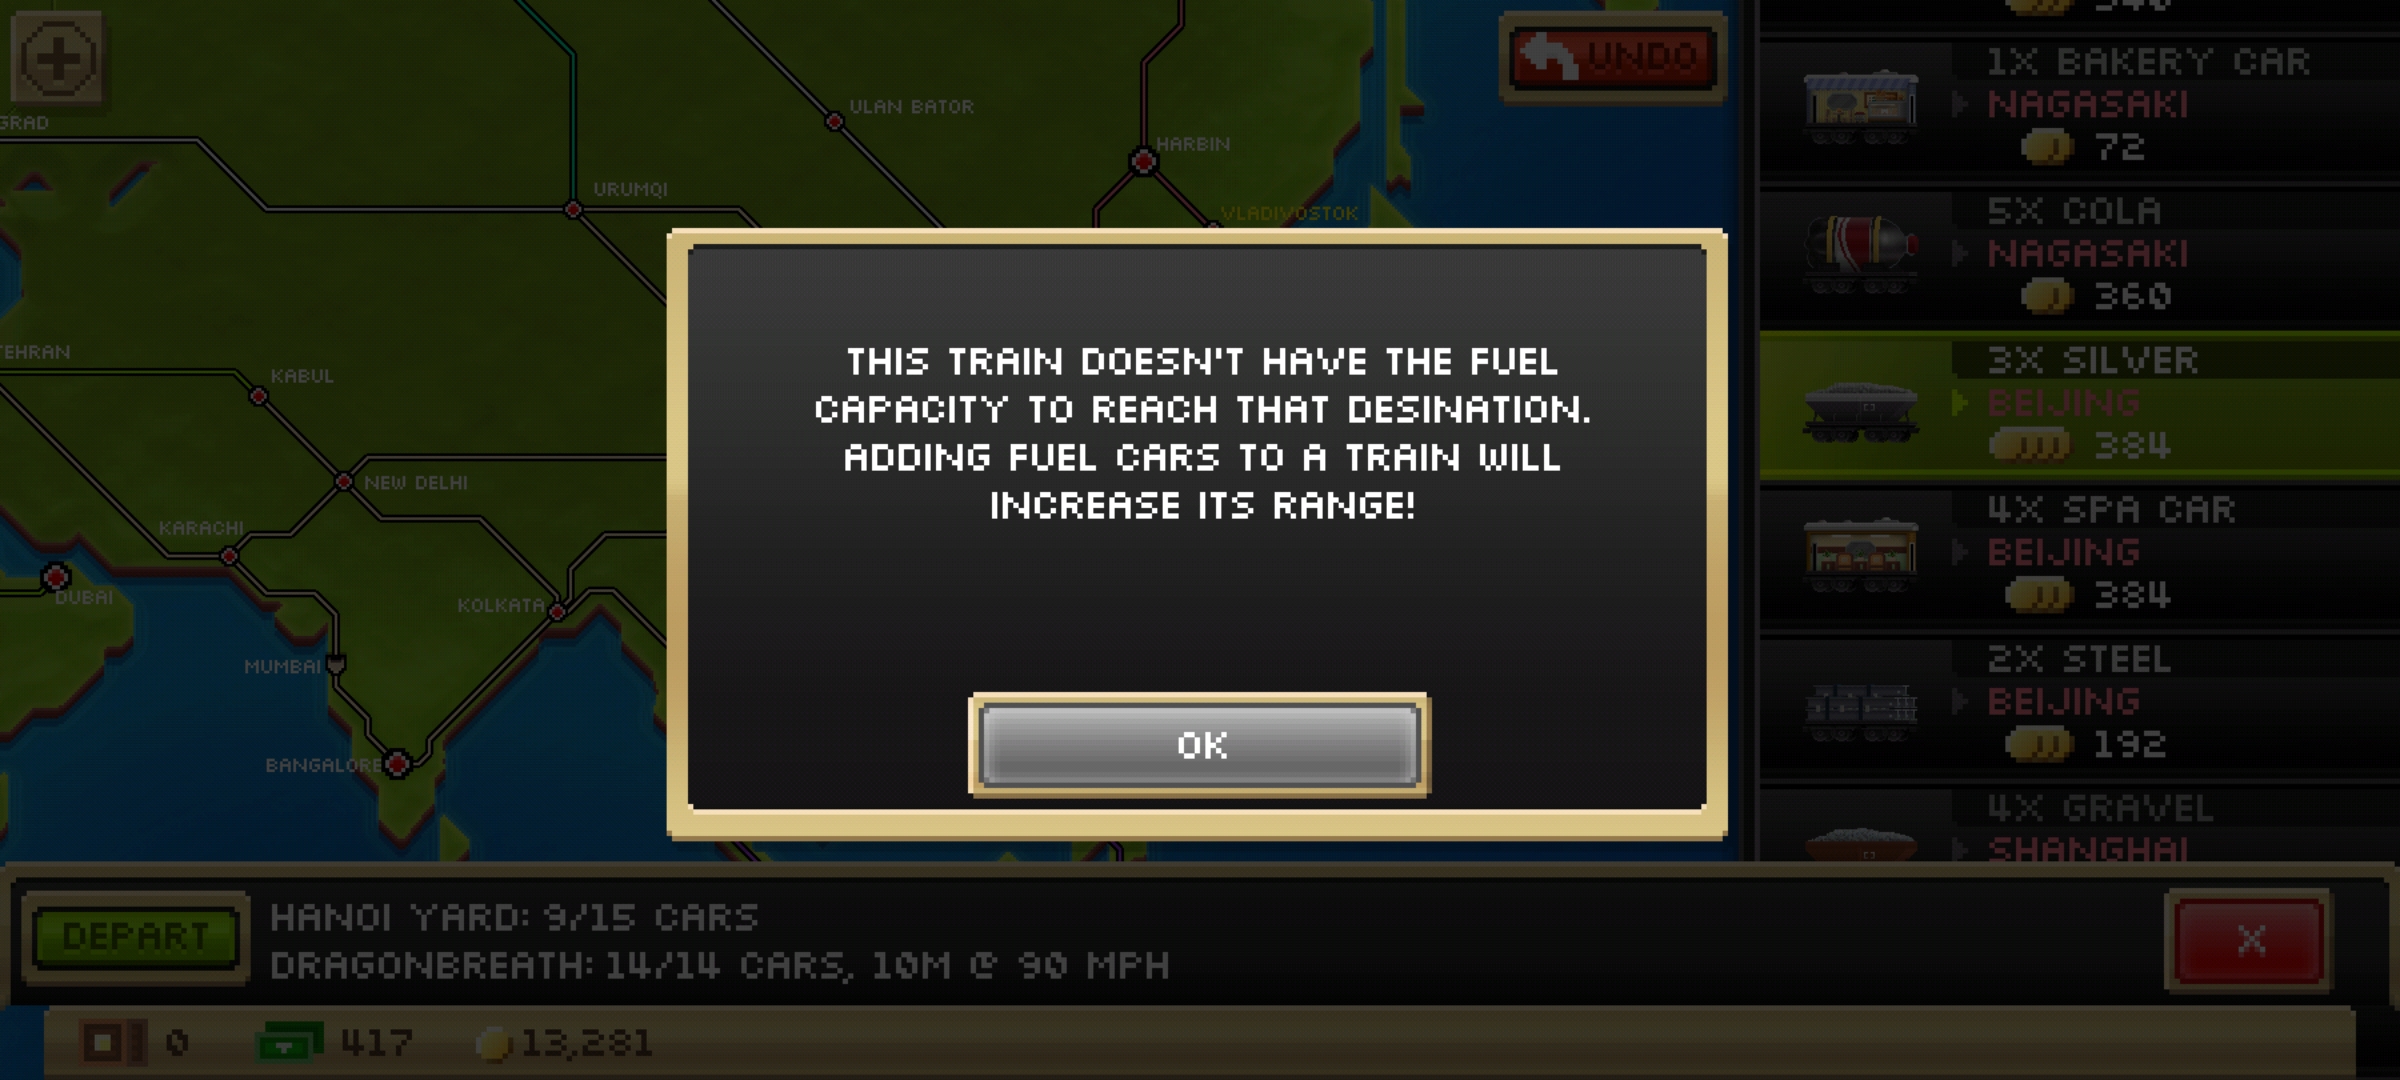 UNDO
ULAN BATOR
HARBIN
GRAD
URUMQI
VLADIVOSTOK
TEHRAN
KABUL
NEW DELHI
KARACHI
DUBAI
KOLKATA
MUMBAI
BANGALORE
THIS TRAIN DOESN'T HAVE THE FUEL
CAPACITY TO REACH THAT DESINATION.
ADDING FUEL CARS TO A TRAIN WILL
INCREASE ITS RANGE!
OK
340
1X BAKERY CAR
NAGASAKI
72
5X COLA
NAGASAKI
360
3X SILVER
BEIJING
384
4X SPA CAR
BEIJING
384
2X STEEL
BEIJING
192
4X GRAVEL
SHANGHAI
DEPART
HANOI YARD: 9/15 CARS
DRAGONBREATH: 14/14 CARS, 10M @ 90 MPH
X
0
417
13,281